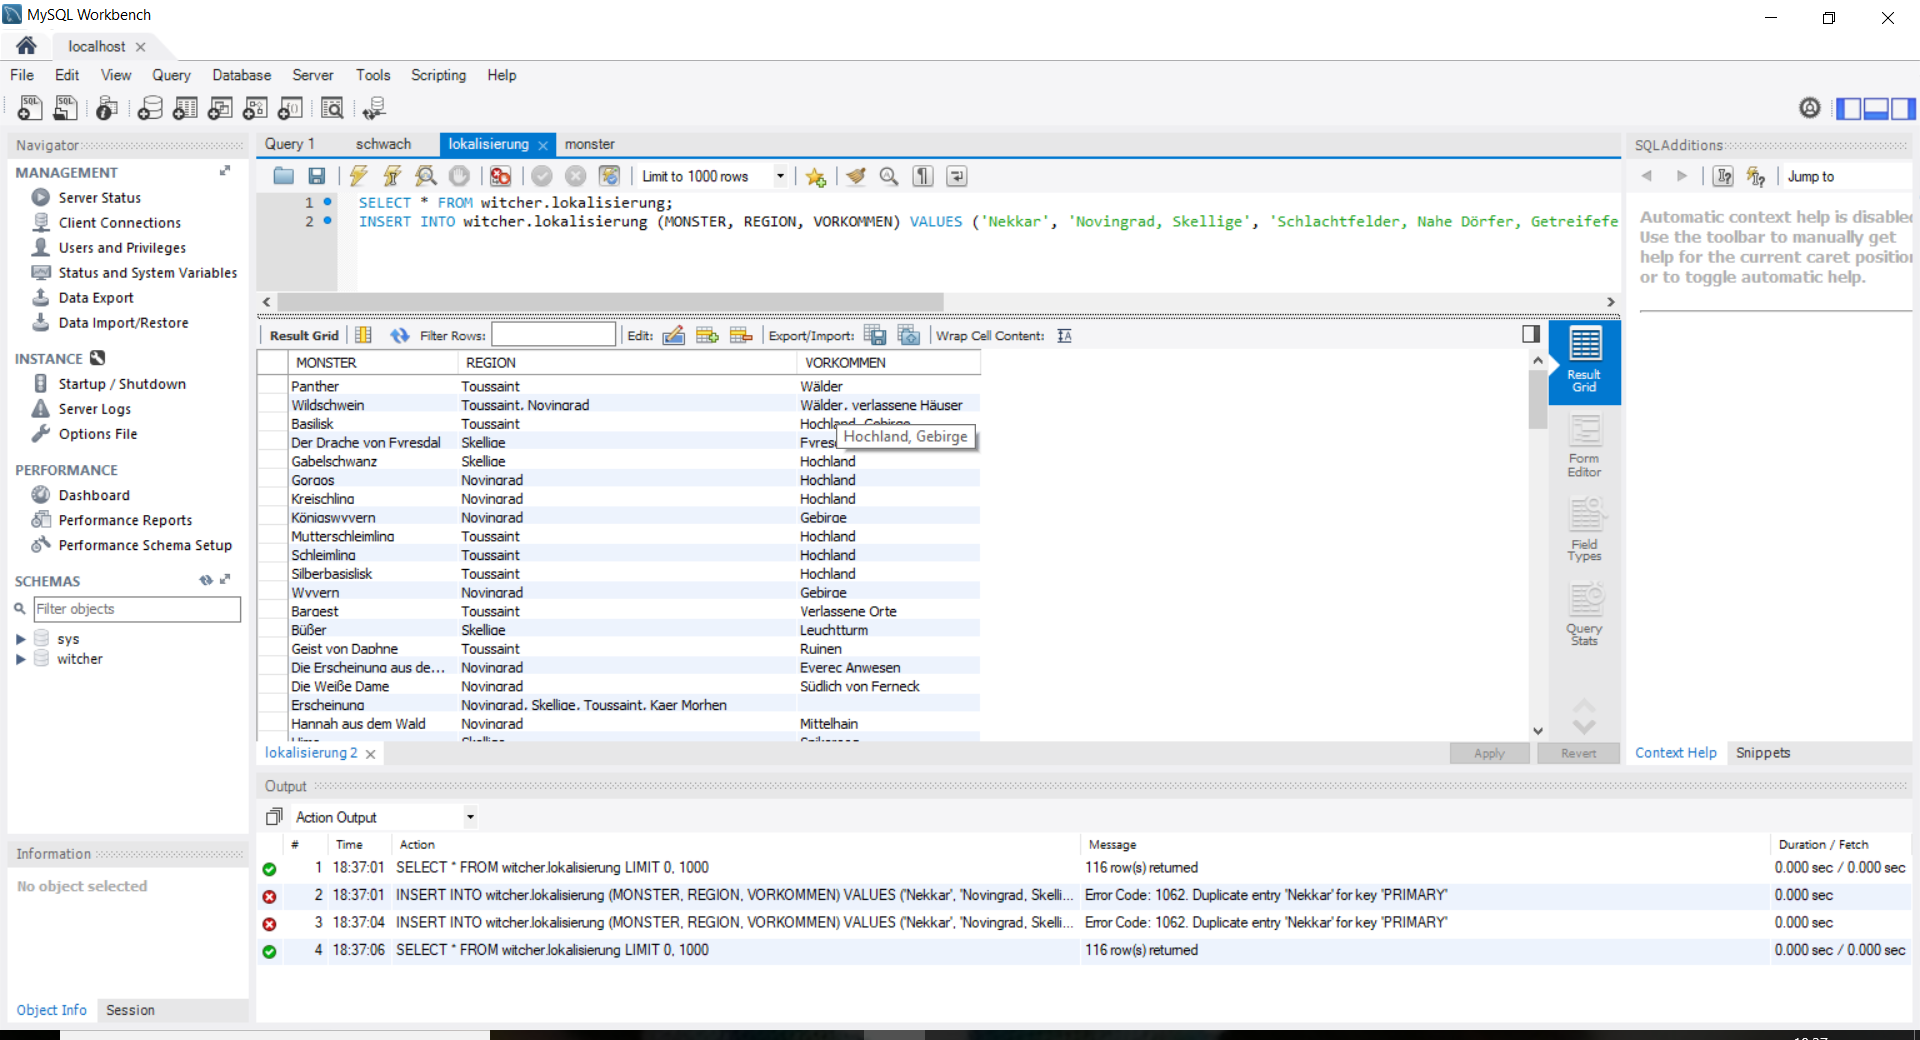 MySQL Workbench
localhost
File Edit View Query Database Server Tools Scripting Help
Navigator
MANAGEMENT
Server Status
Client Connections
Users and Privileges
Status and System Variables
Data Export
Data Import/Restore
INSTANCE
Startup / Shutdown
Server Logs
Options File
PERFORMANCE
Dashboard
Performance Reports
Performance Schema Setup
SCHEMAS
Filter objects
sys
witcher
Information
No object selected
Object Info Session
Query 1 schwach lokalisierung monster
Limit to 1000 rows
1 SELECT * FROM witcher.lokalisierung;
2 INSERT INTO witcher.lokalisierung (MONSTER, REGION, VORKOMMEN) VALUES ('Nekkar', 'Novingrad, Skellige', 'Schlachtfelder, Nahe Dörfer, Getreifefe
Result Grid Filter Rows: Edit: Export/Import: Wrap Cell Content:
MONSTER REGION VORKOMMEN
Panther Toussaint Wälder
Wildschwein Toussaint, Novingrad Wälder, verlassene Häuser
Basilisk Toussaint Hochland, Gebirge
Hochland, Gebirge
Der Drache von Fyresdal Skellige Fyres
Gabelschwanz Skellige Hochland
Gorgos Novingrad Hochland
Kreischling Novingrad Hochland
Königswyvern Novingrad Gebirge
Mutterschleimling Toussaint Hochland
Schleimling Toussaint Hochland
Silberbasislisk Toussaint Hochland
Wyvern Novingrad Gebirge
Bargest Toussaint Verlassene Orte
Büßer Skellige Leuchtturm
Geist von Daphne Toussaint Ruinen
Die Erscheinung aus de... Novingrad Everec Anwesen
Die Weiße Dame Novingrad Südlich von Ferneck
Erscheinung Novingrad, Skellige, Toussaint, Kaer Morhen
Hannah aus dem Wald Novingrad Mittelhain
Result Grid
Form Editor
Field Types
Query Stats
lokalisierung 2 Apply Revert
SQLAdditions
Jump to
Automatic context help is disabled
Use the toolbar to manually get
help for the current caret position
or to toggle automatic help.
Context Help Snippets
Output
Action Output
# Time Action Message Duration / Fetch
1 18:37:01 SELECT * FROM witcher.lokalisierung LIMIT 0, 1000 116 row(s) returned 0.000 sec / 0.000 sec
2 18:37:01 INSERT INTO witcher.lokalisierung (MONSTER, REGION, VORKOMMEN) VALUES ('Nekkar', 'Novingrad, Skelli... Error Code: 1062. Duplicate entry 'Nekkar' for key 'PRIMARY' 0.000 sec
3 18:37:04 INSERT INTO witcher.lokalisierung (MONSTER, REGION, VORKOMMEN) VALUES ('Nekkar', 'Novingrad, Skelli... Error Code: 1062. Duplicate entry 'Nekkar' for key 'PRIMARY' 0.000 sec
4 18:37:06 SELECT * FROM witcher.lokalisierung LIMIT 0, 1000 116 row(s) returned 0.000 sec / 0.000 sec